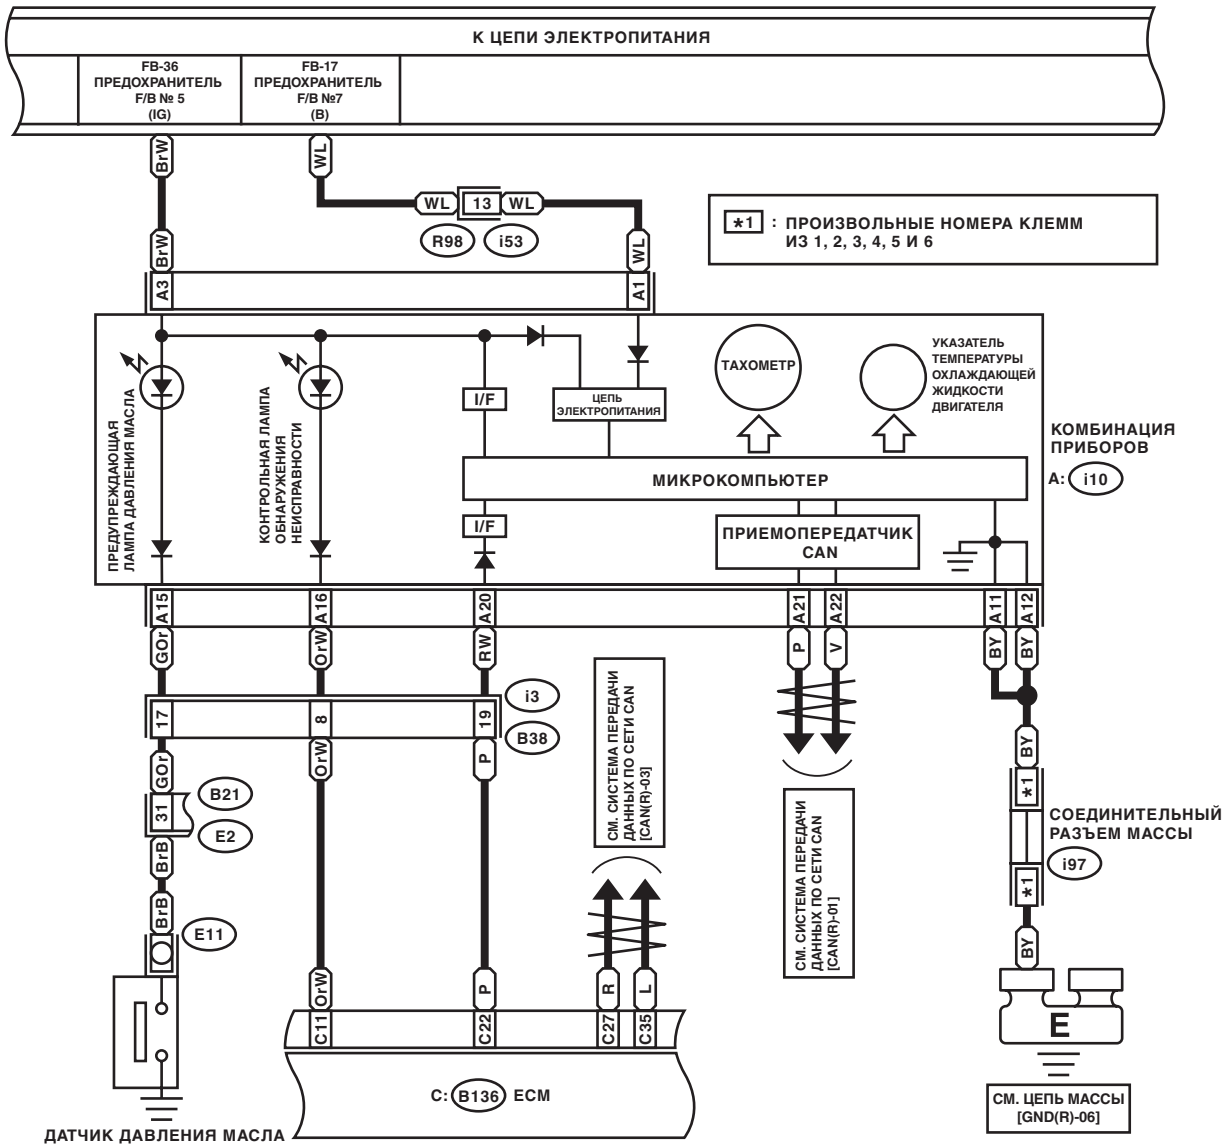 К ЦЕПИ ЭЛЕКТРОПИТАНИЯ
FB-36
ПРЕДОХРАНИТЕЛЬ
F/B № 5
(IG)
FB-17
ПРЕДОХРАНИТЕЛЬ
F/B №7
(B)
BrW
WL
WL
13
WL
R98
i53
BrW
WL
*1 : ПРОИЗВОЛЬНЫЕ НОМЕРА КЛЕММ
ИЗ 1, 2, 3, 4, 5 И 6
A3
A1
ПРЕДУПРЕЖДАЮЩАЯ
ЛАМПА ДАВЛЕНИЯ МАСЛА
КОНТРОЛЬНАЯ ЛАМПА
ОБНАРУЖЕНИЯ
НЕИСПРАВНОСТИ
I/F
ЦЕПЬ
ЭЛЕКТРОПИТАНИЯ
ТАХОМЕТР
УКАЗАТЕЛЬ
ТЕМПЕРАТУРЫ
ОХЛАЖДАЮЩЕЙ
ЖИДКОСТИ
ДВИГАТЕЛЯ
КОМБИНАЦИЯ
ПРИБОРОВ
A: i10
МИКРОКОМПЬЮТЕР
I/F
ПРИЕМОПЕРЕДАТЧИК
CAN
A15
A16
A20
A21
A22
A11
A12
GOr
OrW
RW
P
V
BY
BY
17
8
19
i3
B38
GOr
OrW
P
BY
31
B21
E2
СМ. СИСТЕМА ПЕРЕДАЧИ
ДАННЫХ ПО СЕТИ CAN
[CAN(R)-03]
СМ. СИСТЕМА ПЕРЕДАЧИ
ДАННЫХ ПО СЕТИ CAN
[CAN(R)-01]
*1
СОЕДИНИТЕЛЬНЫЙ
РАЗЪЕМ МАССЫ
i97
*1
BrB
BrB
E11
BY
OrW
P
R
L
C11
C22
C27
C35
E
C: B136 ECM
СМ. ЦЕПЬ МАССЫ
[GND(R)-06]
ДАТЧИК ДАВЛЕНИЯ МАСЛА